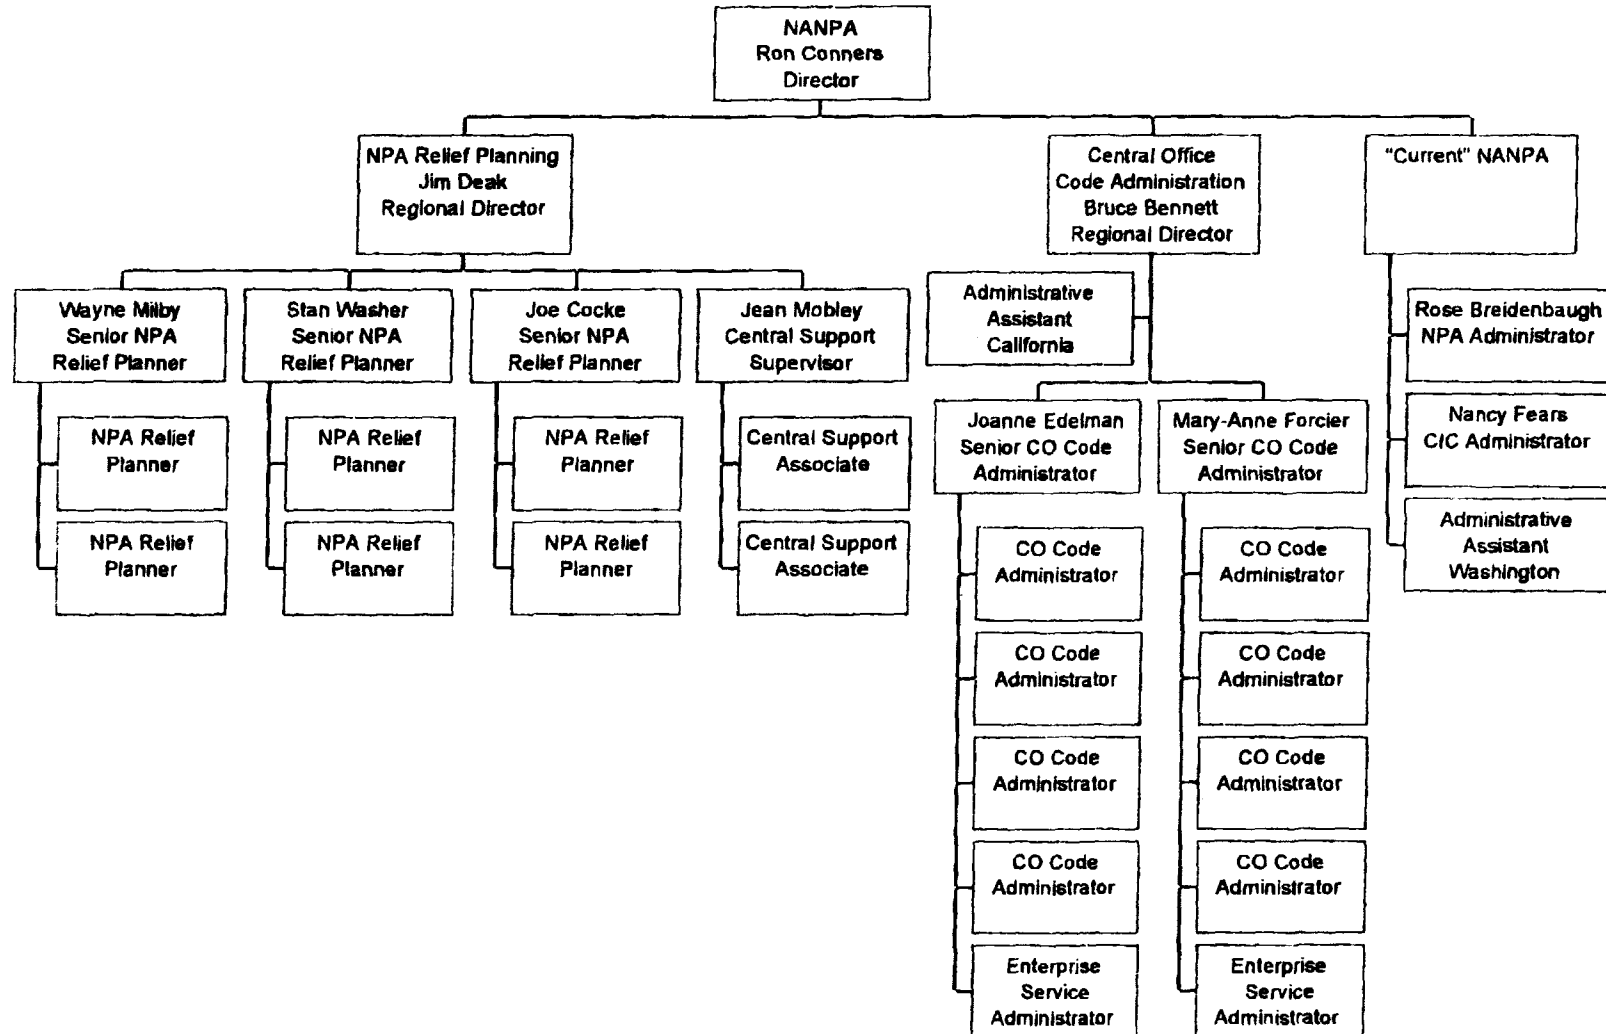 NANPA
Ron Conners
Director
NPA Relief Planning
Jim Deak
Regional Director
Central Office
Code Administration
Bruce Bennett
Regional Director
"Current" NANPA
Wayne Milby
Senior NPA
Relief Planner
Stan Washer
Senior NPA
Relief Planner
Joe Cocke
Senior NPA
Relief Planner
Jean Mobley
Central Support
Supervisor
Administrative
Assistant
California
Rose Breidenbaugh
NPA Administrator
NPA Relief
Planner
NPA Relief
Planner
NPA Relief
Planner
Central Support
Associate
Joanne Edelman
Senior CO Code
Administrator
Mary-Anne Forcier
Senior CO Code
Administrator
Nancy Fears
CIC Administrator
NPA Relief
Planner
NPA Relief
Planner
NPA Relief
Planner
Central Support
Associate
Administrative
Assistant
Washington
CO Code
Administrator
CO Code
Administrator
CO Code
Administrator
CO Code
Administrator
CO Code
Administrator
CO Code
Administrator
CO Code
Administrator
CO Code
Administrator
Enterprise
Service
Administrator
Enterprise
Service
Administrator